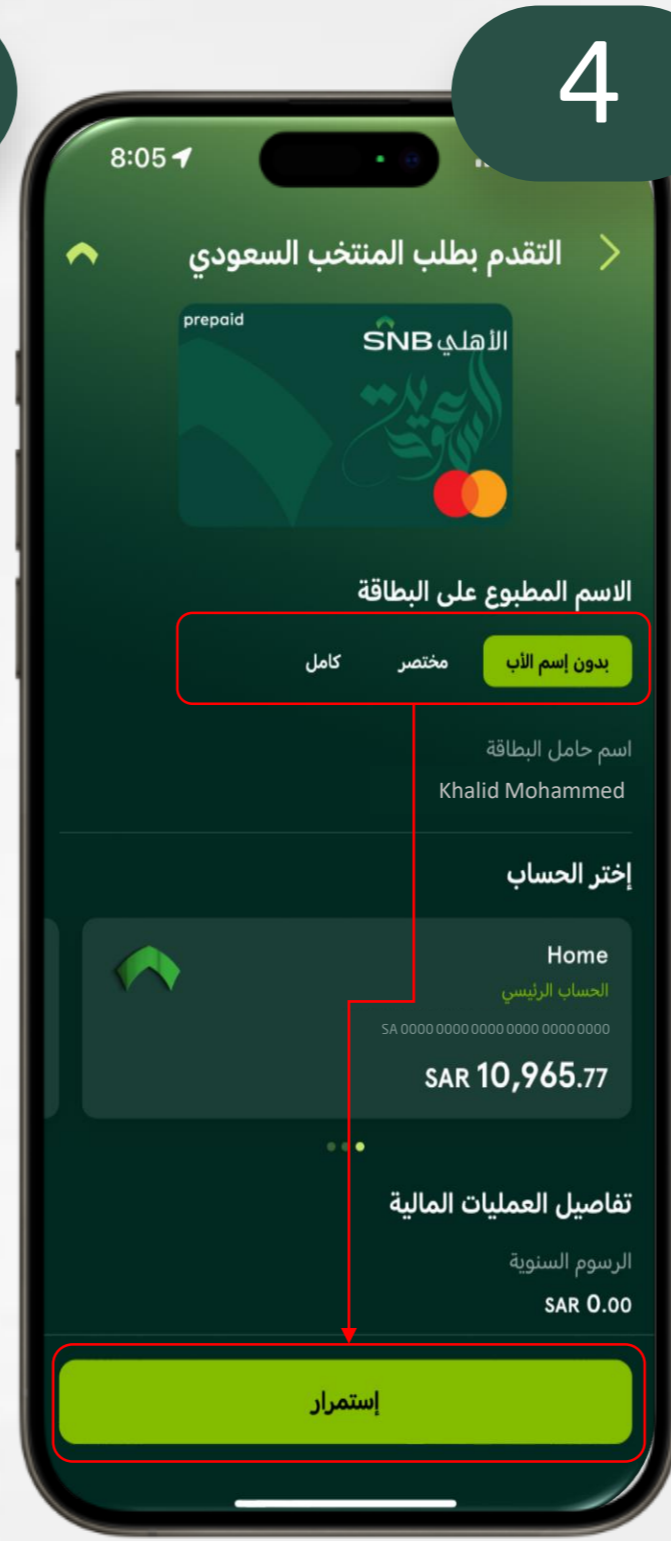 4
8:05
التقدم بطلب المنتخب السعودي
prepaid
الأهلي SNB
السعودية
الاسم المطبوع على البطاقة
بدون إسم الأب مختصر كامل
اسم حامل البطاقة
Khalid Mohammed
إختر الحساب
Home
الحساب الرئيسي
SA 0000 0000 0000 0000 0000 0000
SAR 10,965.77
تفاصيل العمليات المالية
الرسوم السنوية
SAR 0.00
إستمرار